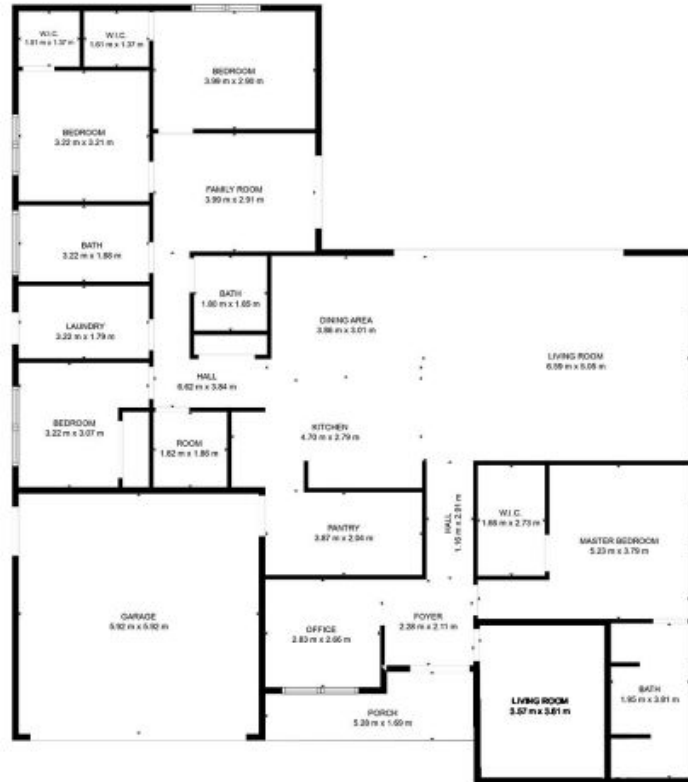 W.I.C.
1.61 m x 1.37 m
W.I.C.
1.61 m x 1.37 m
BEDROOM
3.99 m x 2.90 m
BEDROOM
3.22 m x 3.21 m
FAMILY ROOM
3.99 m x 2.91 m
BATH
3.22 m x 1.88 m
BATH
1.80 m x 1.85 m
DINING AREA
3.86 m x 3.01 m
LAUNDRY
3.22 m x 1.79 m
LIVING ROOM
6.59 m x 5.05 m
HALL
6.62 m x 3.84 m
BEDROOM
3.22 m x 3.07 m
KITCHEN
4.70 m x 2.79 m
ROOM
1.82 m x 1.86 m
HALL
1.16 m x 2.91 m
W.I.C.
1.66 m x 2.73 m
PANTRY
3.87 m x 2.04 m
MASTER BEDROOM
5.23 m x 3.79 m
GARAGE
5.92 m x 5.92 m
OFFICE
2.83 m x 2.66 m
FOYER
2.28 m x 2.11 m
LIVING ROOM
3.57 m x 3.81 m
BATH
1.95 m x 3.81 m
PORCH
5.20 m x 1.69 m